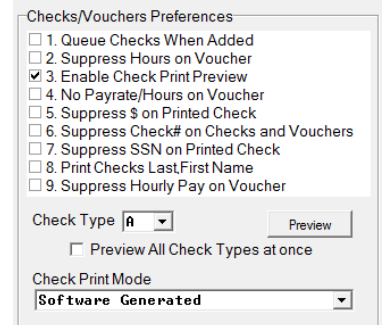 Checks/Vouchers Preferences
1. Queue Checks When Added
2. Suppress Hours on Voucher
3. Enable Check Print Preview
4. No Payrate/Hours on Voucher
5. Suppress $ on Printed Check
6. Suppress Check# on Checks and Vouchers
7. Suppress SSN on Printed Check
8. Print Checks Last,First Name
9. Suppress Hourly Pay on Voucher
Check Type A Preview
Preview All Check Types at once
Check Print Mode
Software Generated